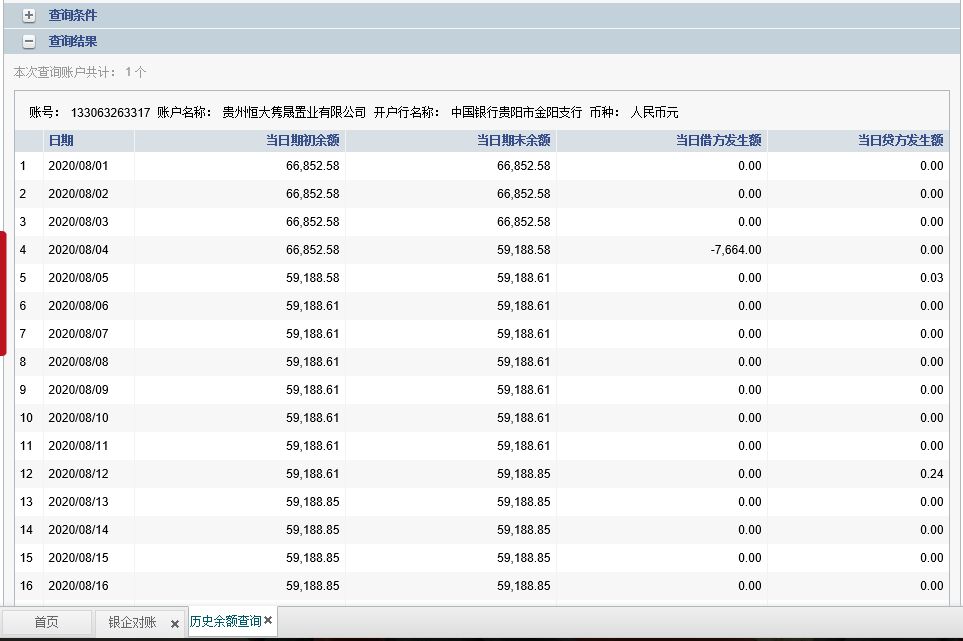 查询条件
查询结果
本次查询账户共计： 1 个
账号： 133063263317 账户名称： 贵州恒大隽晟置业有限公司 开户行名称： 中国银行贵阳市金阳支行 币种： 人民币元
日期 当日期初余额 当日期末余额 当日借方发生额 当日贷方发生额
1 2020/08/01 66,852.58 66,852.58 0.00 0.00
2 2020/08/02 66,852.58 66,852.58 0.00 0.00
3 2020/08/03 66,852.58 66,852.58 0.00 0.00
4 2020/08/04 66,852.58 59,188.58 -7,664.00 0.00
5 2020/08/05 59,188.58 59,188.61 0.00 0.03
6 2020/08/06 59,188.61 59,188.61 0.00 0.00
7 2020/08/07 59,188.61 59,188.61 0.00 0.00
8 2020/08/08 59,188.61 59,188.61 0.00 0.00
9 2020/08/09 59,188.61 59,188.61 0.00 0.00
10 2020/08/10 59,188.61 59,188.61 0.00 0.00
11 2020/08/11 59,188.61 59,188.61 0.00 0.00
12 2020/08/12 59,188.61 59,188.85 0.00 0.24
13 2020/08/13 59,188.85 59,188.85 0.00 0.00
14 2020/08/14 59,188.85 59,188.85 0.00 0.00
15 2020/08/15 59,188.85 59,188.85 0.00 0.00
16 2020/08/16 59,188.85 59,188.85 0.00 0.00
首页 银企对账 历史余额查询